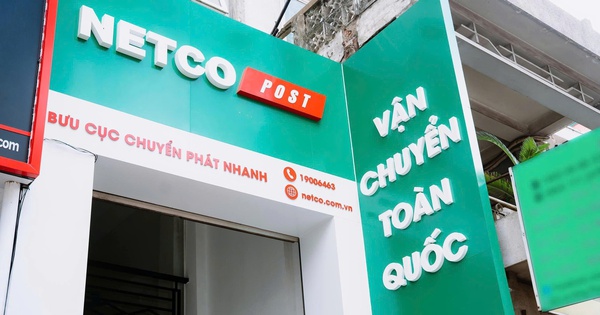 NETCO POST
BƯU CỤC CHUYỂN PHÁT NHANH
19006463
netco.com.vn
VẬN
CHUYỂN
TOÀN
QUỐC
.com